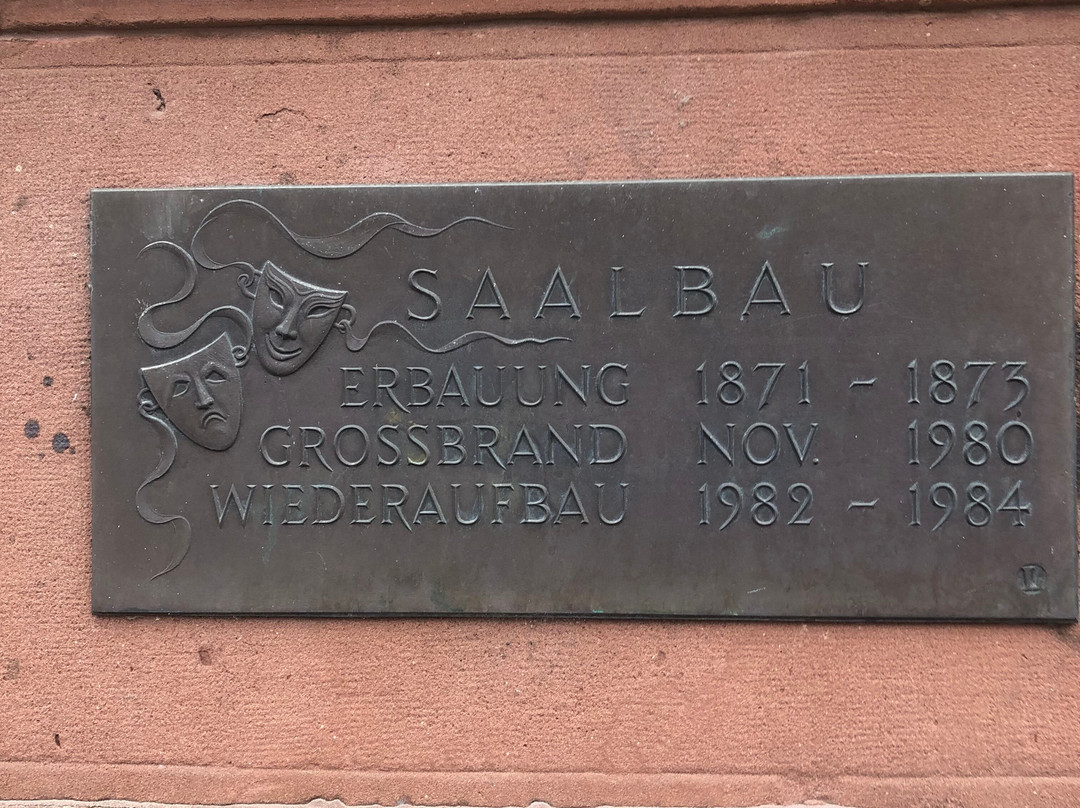 SAALBAU
ERBAUUNG 1871 – 1873
GROSSBRAND NOV. 1980
WIEDERAUFBAU 1982 – 1984